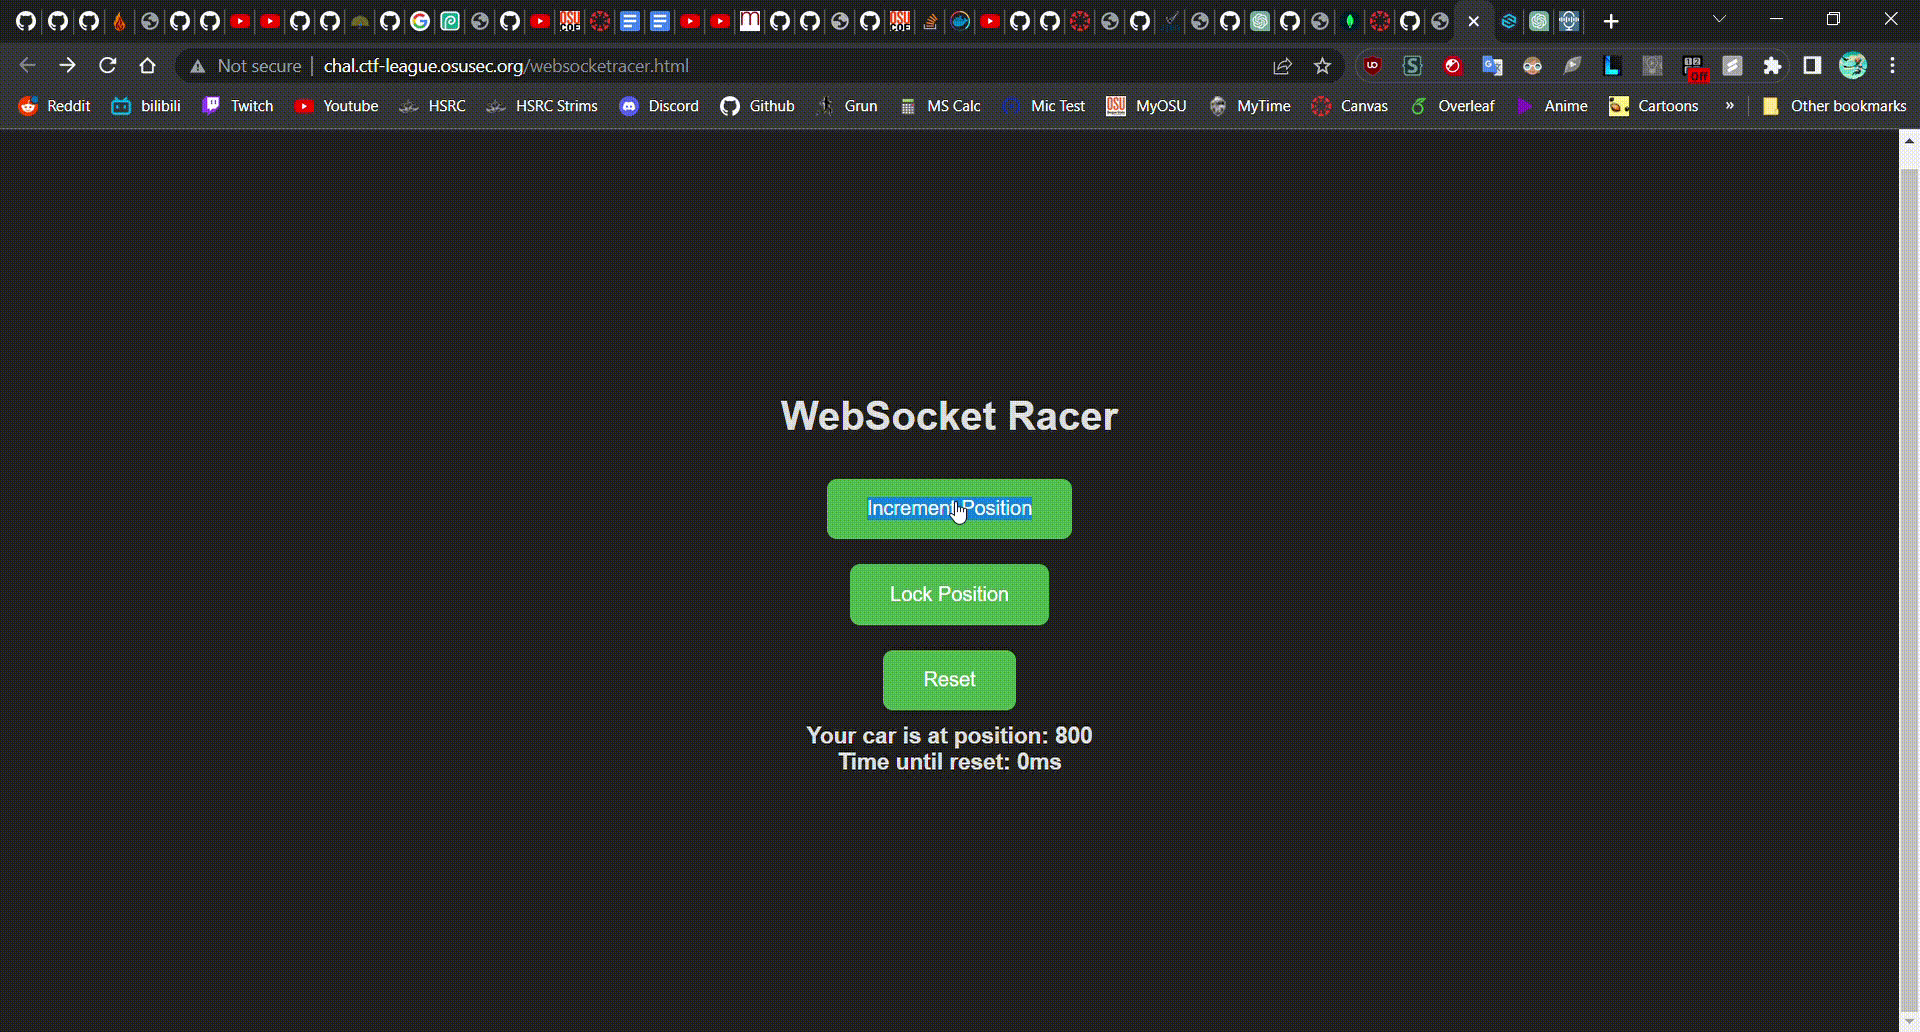 Not secure | chal.ctf-league.osusec.org/websocketracer.html
Reddit bilibili Twitch Youtube HSRC HSRC Strims Discord Github Grun MS Calc Mic Test MyOSU MyTime Canvas Overleaf Anime Cartoons » Other bookmarks
WebSocket Racer
Increment Position
Lock Position
Reset
Your car is at position: 800
Time until reset: 0ms